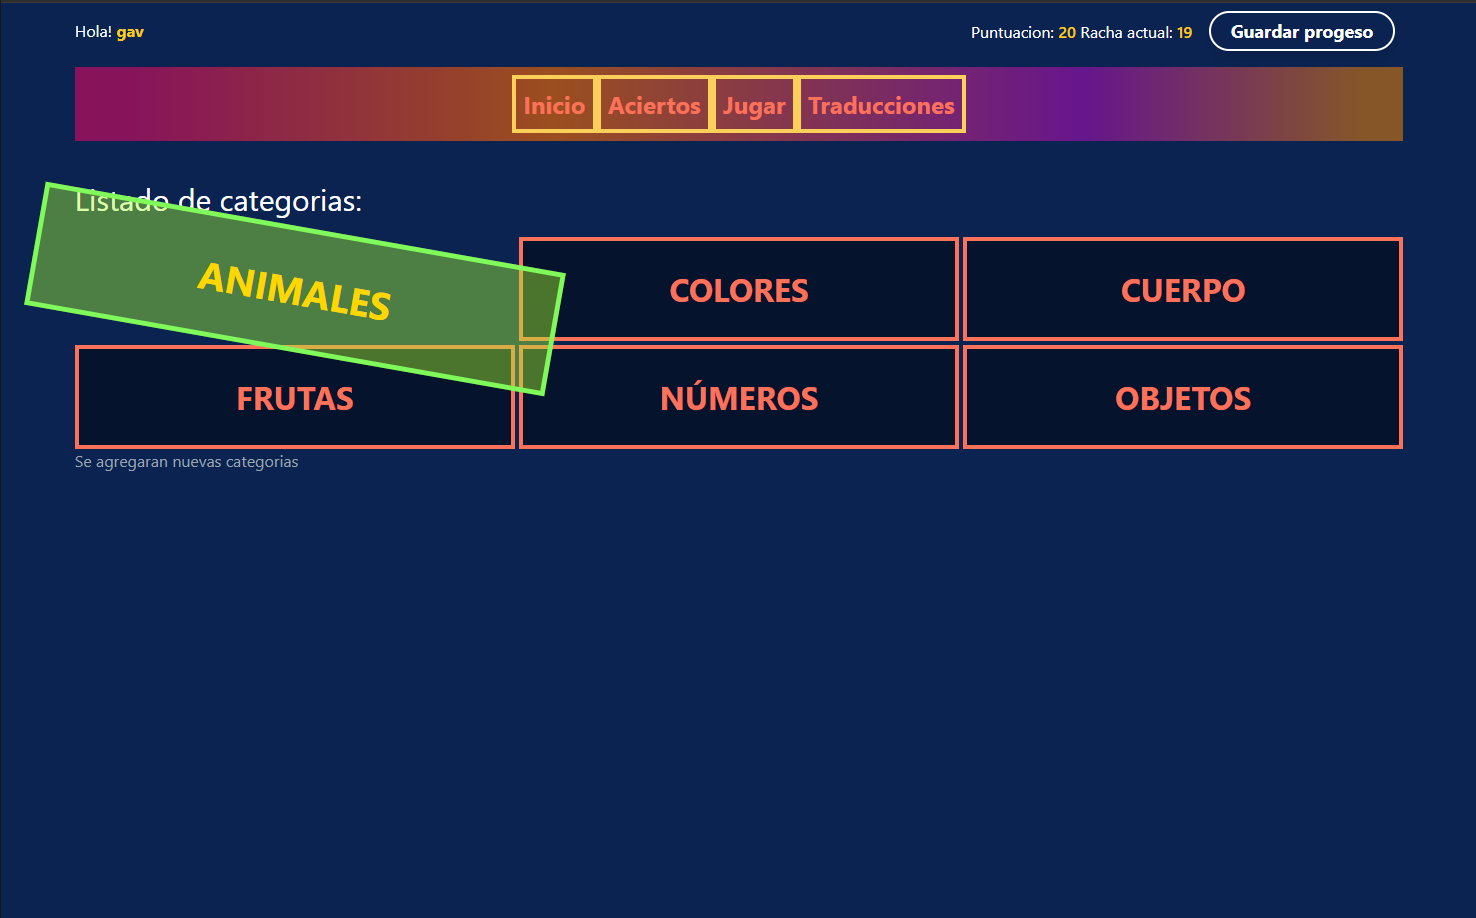 Hola! gav
Puntuacion: 20 Racha actual: 19
Guardar progeso
Inicio
Aciertos
Jugar
Traducciones
Listado de categorias:
ANIMALES
COLORES
CUERPO
FRUTAS
NÚMEROS
OBJETOS
Se agregaran nuevas categorias